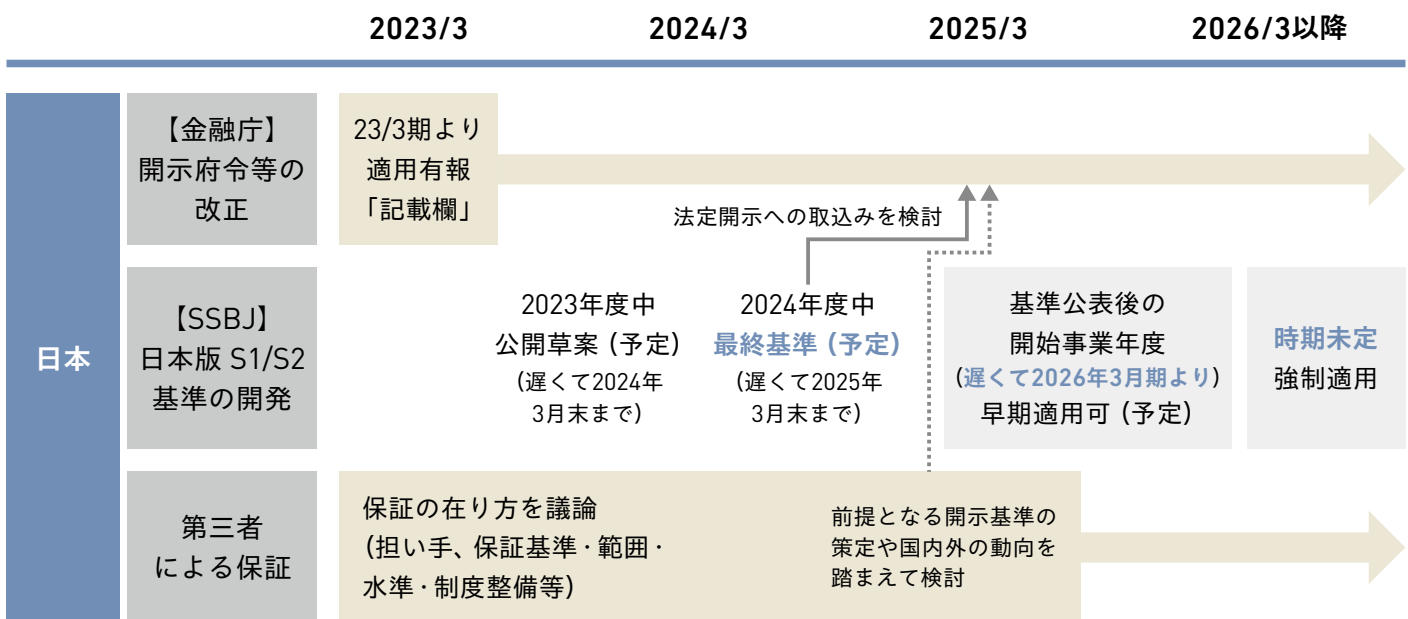 2023/3 2024/3 2025/3 2026/3以降
日本
【金融庁】
開示府令等の
改正
23/3期より
適用有報
「記載欄」
法定開示への取込みを検討
【SSBJ】
日本版 S1/S2
基準の開発
2023年度中
公開草案（予定）
(遅くて2024年
3月末まで)
2024年度中
最終基準（予定）
(遅くて2025年
3月末まで)
基準公表後の
開始事業年度
(遅くて2026年3月期より)
早期適用可（予定）
時期未定
強制適用
第三者
による保証
保証の在り方を議論
(担い手、保証基準・範囲・
水準・制度整備等)
前提となる開示基準の
策定や国内外の動向を
踏まえて検討